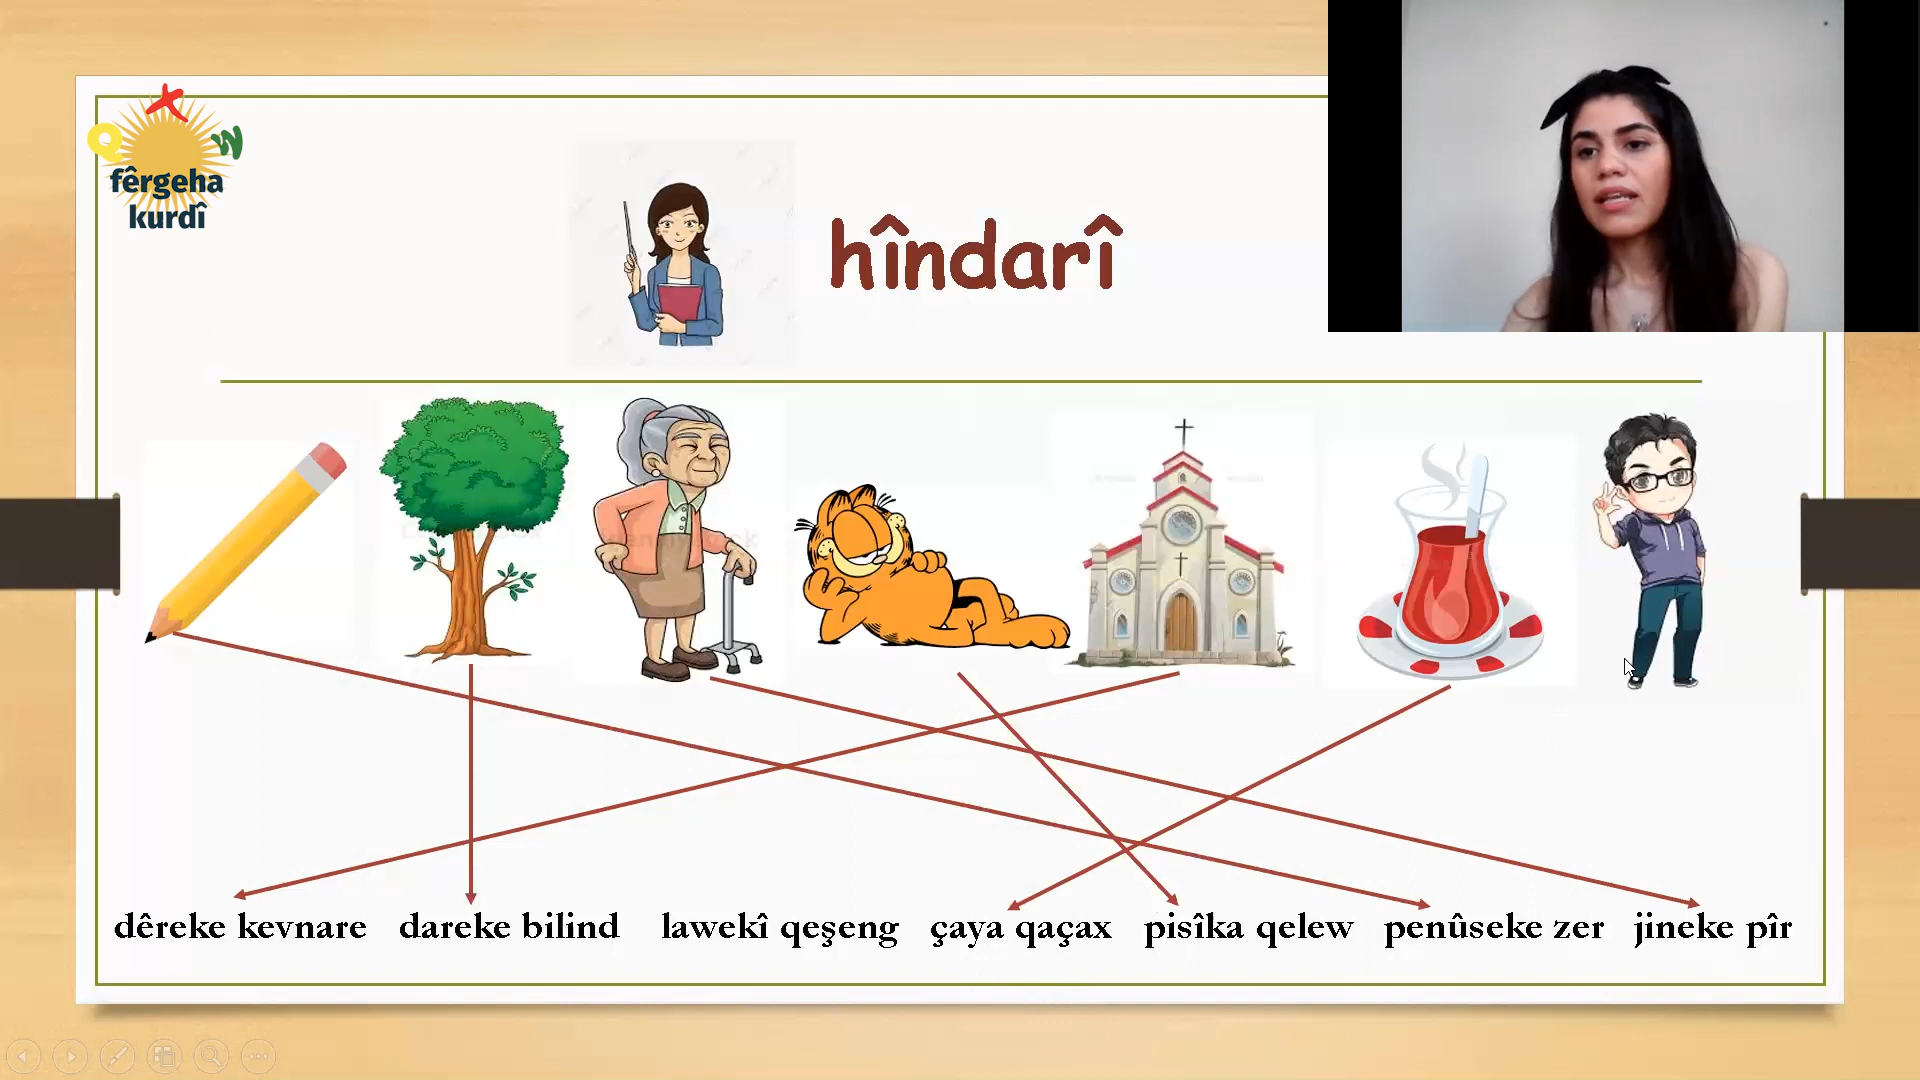 Q X W
fêrgeha
kurdî
hîndarî
dêreke kevnare dareke bilind lawekî qeşeng çaya qaçax pisîka qelew penûseke zer jineke pîr